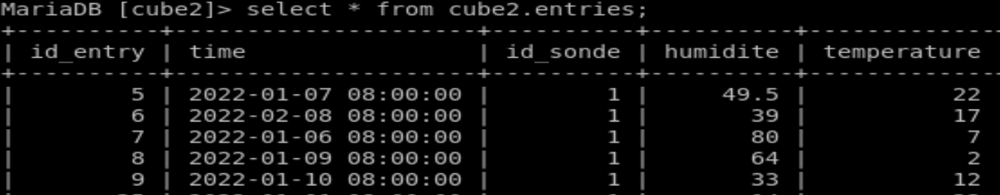 MariaDB [cube2]> select * from cube2.entries;
+----------+---------------------+----------+----------+-------------
| id_entry | time                | id_sonde | humidite | temperature
+----------+---------------------+----------+----------+-------------
|        5 | 2022-01-07 08:00:00 |        1 |     49.5 |          22
|        6 | 2022-02-08 08:00:00 |        1 |       39 |          17
|        7 | 2022-01-06 08:00:00 |        1 |       80 |           7
|        8 | 2022-01-09 08:00:00 |        1 |       64 |           2
|        9 | 2022-01-10 08:00:00 |        1 |       33 |          12